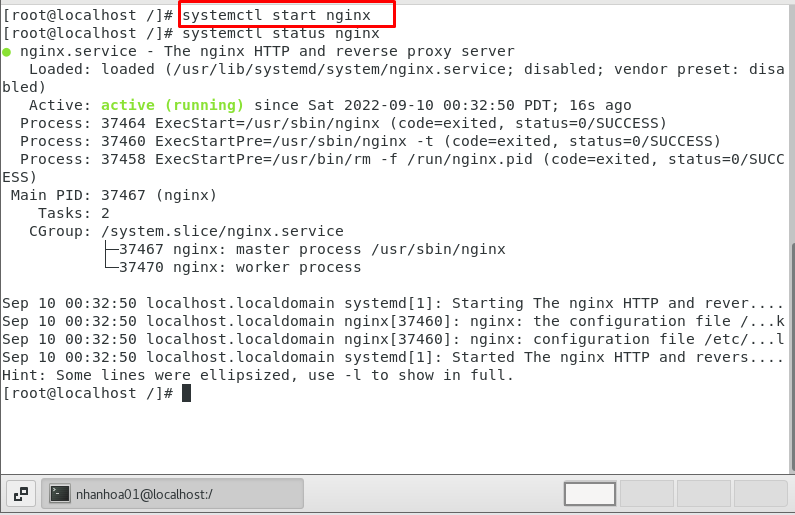 [root@localhost /]# systemctl start nginx
[root@localhost /]# systemctl status nginx
● nginx.service - The nginx HTTP and reverse proxy server
   Loaded: loaded (/usr/lib/systemd/system/nginx.service; disabled; vendor preset: disa
bled)
   Active: active (running) since Sat 2022-09-10 00:32:50 PDT; 16s ago
  Process: 37464 ExecStart=/usr/sbin/nginx (code=exited, status=0/SUCCESS)
  Process: 37460 ExecStartPre=/usr/sbin/nginx -t (code=exited, status=0/SUCCESS)
  Process: 37458 ExecStartPre=/usr/bin/rm -f /run/nginx.pid (code=exited, status=0/SUCC
ESS)
 Main PID: 37467 (nginx)
    Tasks: 2
   CGroup: /system.slice/nginx.service
           ├─37467 nginx: master process /usr/sbin/nginx
           └─37470 nginx: worker process

Sep 10 00:32:50 localhost.localdomain systemd[1]: Starting The nginx HTTP and rever....
Sep 10 00:32:50 localhost.localdomain nginx[37460]: nginx: the configuration file /...k
Sep 10 00:32:50 localhost.localdomain nginx[37460]: nginx: configuration file /etc/...l
Sep 10 00:32:50 localhost.localdomain systemd[1]: Started The nginx HTTP and revers....
Hint: Some lines were ellipsized, use -l to show in full.
[root@localhost /]#
nhanhoa01@localhost:/